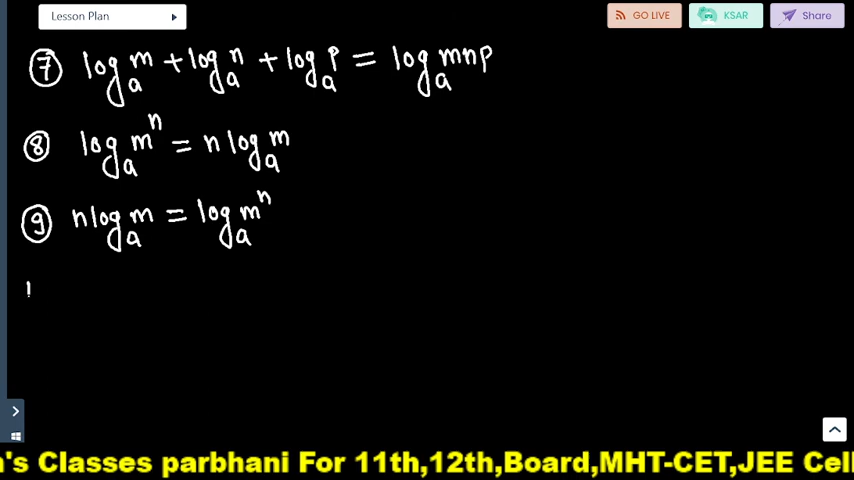 Lesson Plan
GO LIVE
KSAR
Share
⑦ logₐm + logₐn + logₐp = logₐmnp
⑧ logₐmⁿ = n logₐm
⑨ n logₐm = logₐmⁿ
n's Classes parbhani For 11th,12th,Board,MHT-CET,JEE Cell